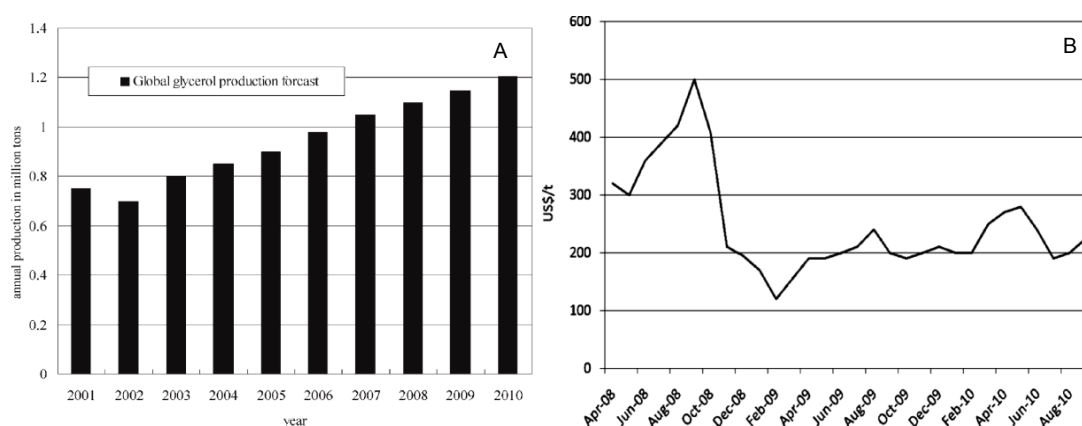 A
Global glycerol production forcast
annual production in million tons
1.4
1.2
1
0.8
0.6
0.4
0.2
0
2001 2002 2003 2004 2005 2006 2007 2008 2009 2010
year
B
US$/t
600
500
400
300
200
100
0
Apr-08 Jun-08 Aug-08 Oct-08 Dec-08 Feb-09 Apr-09 Jun-09 Aug-09 Oct-09 Dec-09 Feb-10 Apr-10 Jun-10 Aug-10